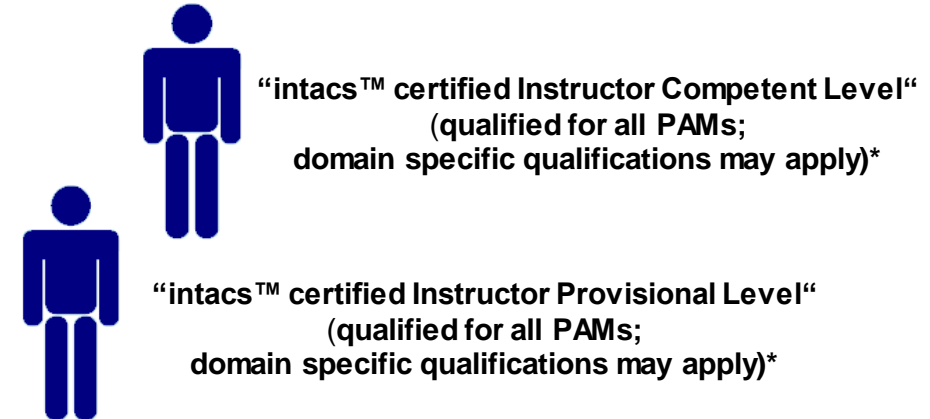 “intacs™ certified Instructor Competent Level“
(qualified for all PAMs;
domain specific qualifications may apply)*
“intacs™ certified Instructor Provisional Level“
(qualified for all PAMs;
domain specific qualifications may apply)*